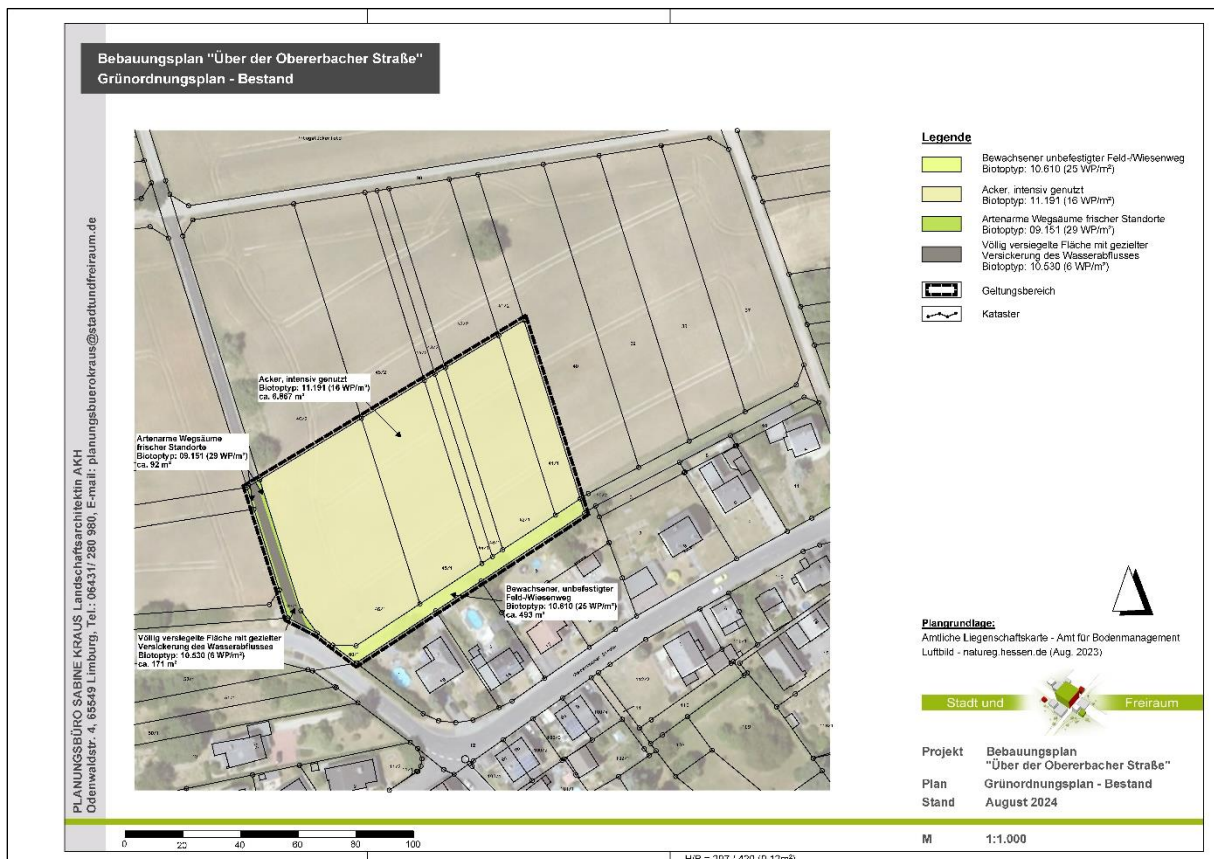 Bebauungsplan "Über der Obererbacher Straße"
Grünordnungsplan - Bestand
PLANUNGSBÜRO SABINE KRAUS Landschaftsarchitektin AKH
Odenwaldstr. 4, 65549 Limburg, Tel.: 06431/ 280 980, E-mail: planungsbuerokraus@stadtundfreiraum.de
Legende
Bewachsener unbefestigter Feld-/Wiesenweg
Biotoptyp: 10.610 (25 WP/m²)
Acker, intensiv genutzt
Biotoptyp: 11.191 (16 WP/m²)
Artenarme Wegsäume frischer Standorte
Biotoptyp: 09.151 (29 WP/m²)
Völlig versiegelte Fläche mit gezielter
Versickerung des Wasserabflusses
Biotoptyp: 10.530 (6 WP/m²)
Geltungsbereich
Kataster
Acker, intensiv genutzt
Biotoptyp: 11.191 (16 WP/m²)
ca. 6.867 m²
Artenarme Wegsäume
frischer Standorte
Biotoptyp: 09.151 (29 WP/m²)
ca. 92 m²
Bewachsener, unbefestigter
Feld-/Wiesenweg
Biotoptyp: 10.610 (25 WP/m²)
ca. 493 m²
Völlig versiegelte Fläche mit gezielter
Versickerung des Wasserabflusses
Biotoptyp: 10.530 (6 WP/m²)
ca. 171 m²
Obererbacher Straße
Plangrundlage:
Amtliche Liegenschaftskarte - Amt für Bodenmanagement
Luftbild - natureg.hessen.de (Aug. 2023)
Stadt und Freiraum
Projekt Bebauungsplan
"Über der Obererbacher Straße"
Plan Grünordnungsplan - Bestand
Stand August 2024
M 1:1.000
0 20 40 60 80 100
H/B = 297 / 420 (0.12m²)